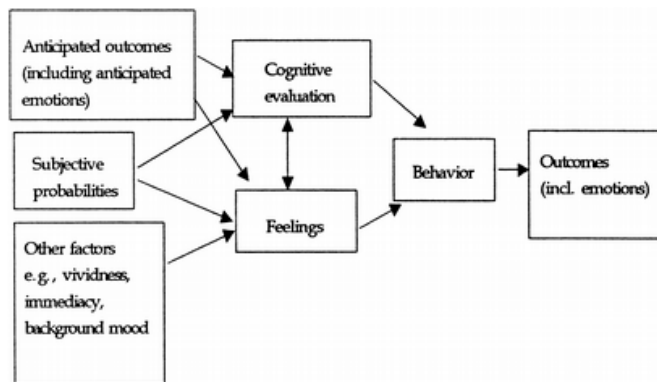 Anticipated outcomes
(including anticipated
emotions)
Cognitive
evaluation
Subjective
probabilities
Behavior
Outcomes
(incl. emotions)
Feelings
Other factors
e.g., vividness,
immediacy,
background mood